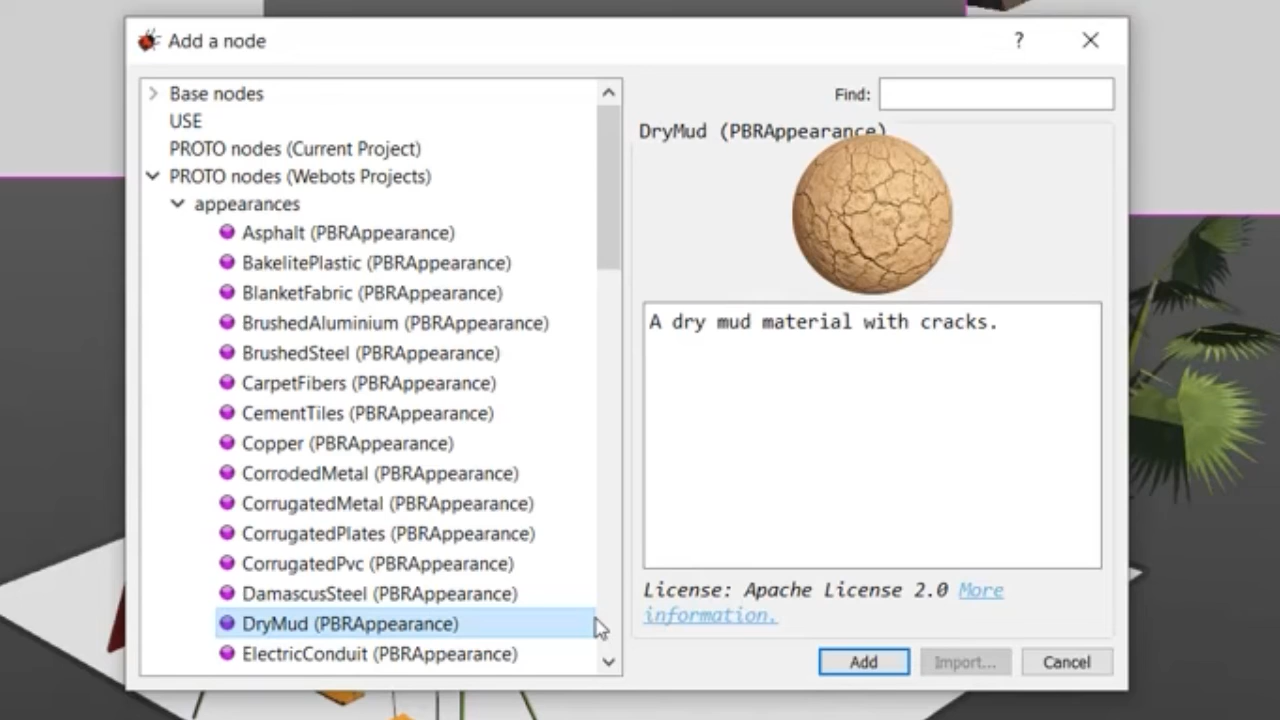 Add a node
?
Base nodes
USE
PROTO nodes (Current Project)
PROTO nodes (Webots Projects)
appearances
Asphalt (PBRAppearance)
BakelitePlastic (PBRAppearance)
BlanketFabric (PBRAppearance)
BrushedAluminium (PBRAppearance)
BrushedSteel (PBRAppearance)
CarpetFibers (PBRAppearance)
CementTiles (PBRAppearance)
Copper (PBRAppearance)
CorrodedMetal (PBRAppearance)
CorrugatedMetal (PBRAppearance)
CorrugatedPlates (PBRAppearance)
CorrugatedPvc (PBRAppearance)
DamascusSteel (PBRAppearance)
DryMud (PBRAppearance)
ElectricConduit (PBRAppearance)
Find:
DryMud (PBRAppearance)
A dry mud material with cracks.
License: Apache License 2.0 More
information.
Add
Import...
Cancel